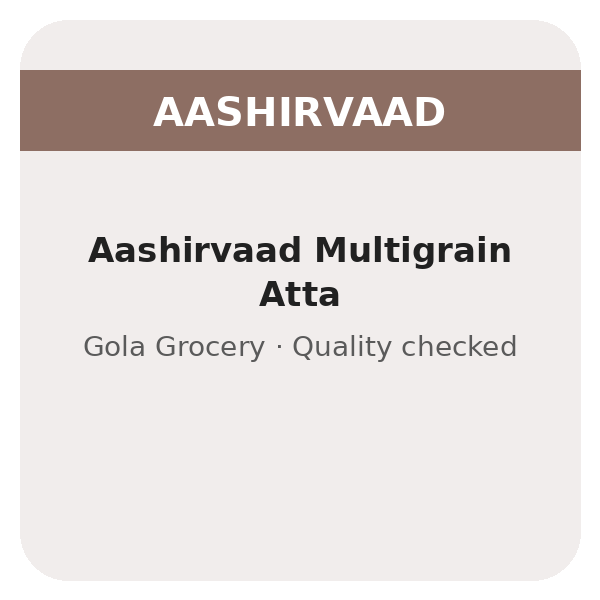 AASHIRVAAD
Aashirvaad Multigrain
Atta
Gola Grocery · Quality checked